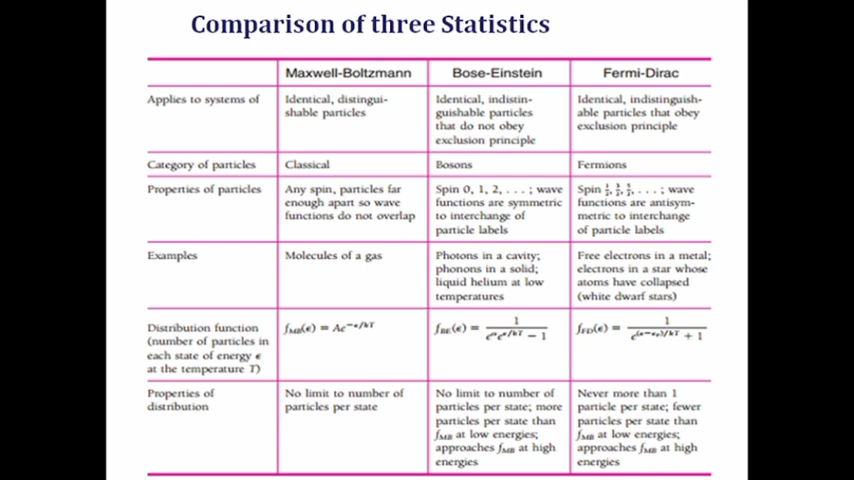 Comparison of three Statistics
Maxwell-Boltzmann Bose-Einstein Fermi-Dirac
Applies to systems of
Identical, distingui-
shable particles
Identical, indistin-
guishable particles
that do not obey
exclusion principle
Identical, indistinguish-
able particles that obey
exclusion principle
Category of particles
Classical
Bosons
Fermions
Properties of particles
Any spin, particles far
enough apart so wave
functions do not overlap
Spin 0, 1, 2, . . . ; wave
functions are symmetric
to interchange of
particle labels
Spin 1/2, 3/2, 5/2, . . . ; wave
functions are antisym-
metric to interchange
of particle labels
Examples
Molecules of a gas
Photons in a cavity;
phonons in a solid;
liquid helium at low
temperatures
Free electrons in a metal;
electrons in a star whose
atoms have collapsed
(white dwarf stars)
Distribution function
(number of particles in
each state of energy ϵ
at the temperature T)
f_MB(ϵ) = Ae^{−ϵ/kT}
f_BE(ϵ) = 1 / (e^α e^{ϵ/kT} − 1)
f_FD(ϵ) = 1 / (e^{(ϵ−ϵ_F)/kT} + 1)
Properties of
distribution
No limit to number of
particles per state
No limit to number of
particles per state; more
particles per state than
f_MB at low energies;
approaches f_MB at high
energies
Never more than 1
particle per state; fewer
particles per state than
f_MB at low energies;
approaches f_MB at high
energies